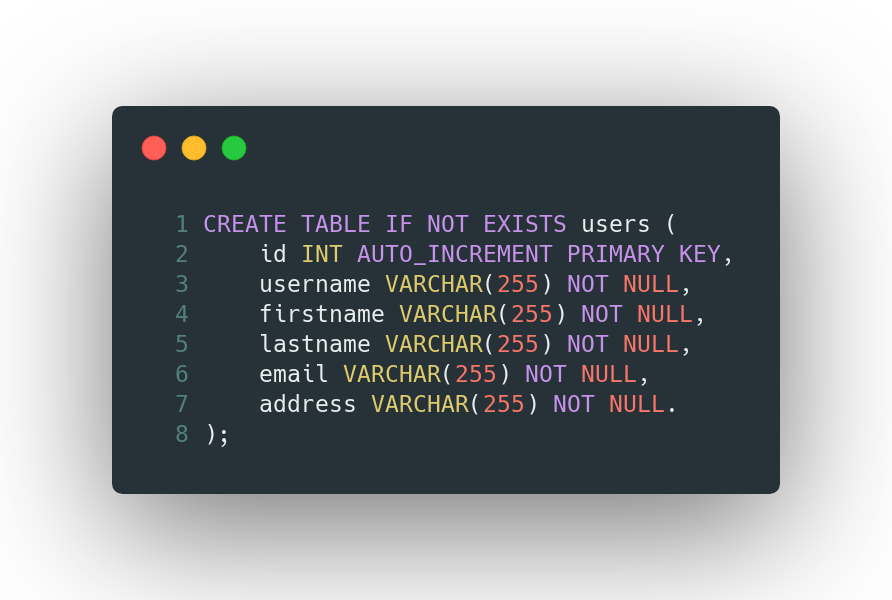 1 CREATE TABLE IF NOT EXISTS users (
2     id INT AUTO_INCREMENT PRIMARY KEY,
3     username VARCHAR(255) NOT NULL,
4     firstname VARCHAR(255) NOT NULL,
5     lastname VARCHAR(255) NOT NULL,
6     email VARCHAR(255) NOT NULL,
7     address VARCHAR(255) NOT NULL.
8 );